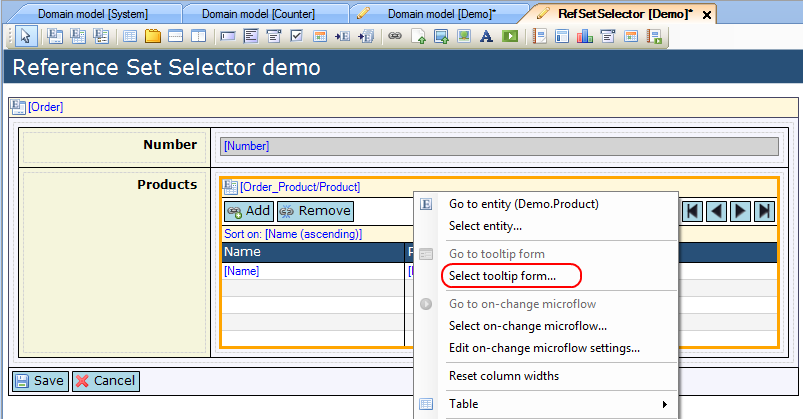 Domain model [System]
Domain model [Counter]
Domain model [Demo]*
RefSetSelector [Demo]*
Reference Set Selector demo
[Order]
Number
[Number]
Products
[Order_Product/Product]
Add
Remove
Sort on: [Name (ascending)]
Name
[Name]
Go to entity (Demo.Product)
Select entity...
Go to tooltip form
Select tooltip form...
Go to on-change microflow
Select on-change microflow...
Edit on-change microflow settings...
Reset column widths
Table
Save
Cancel